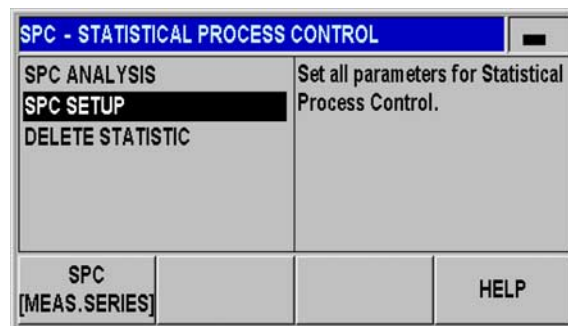 SPC - STATISTICAL PROCESS CONTROL
SPC ANALYSIS
SPC SETUP
DELETE STATISTIC
Set all parameters for Statistical
Process Control.
SPC
[MEAS.SERIES]
HELP